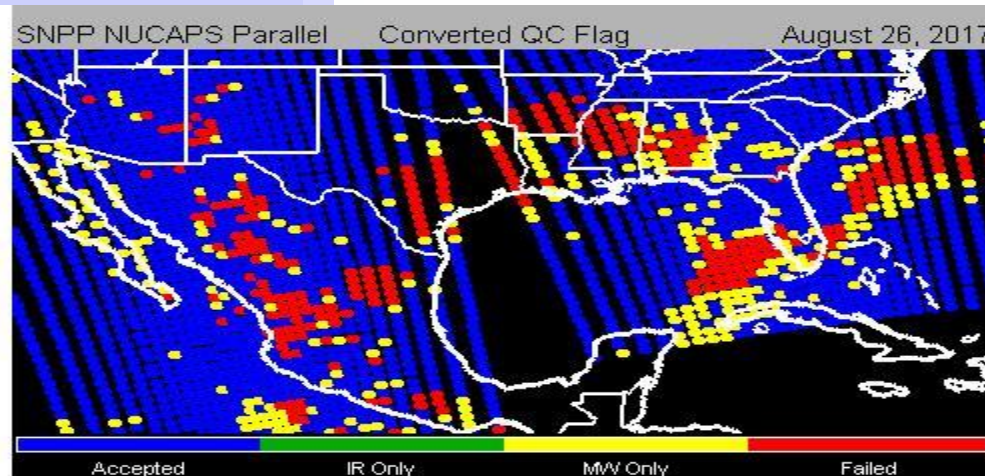 SNPP NUCAPS Parallel Converted QC Flag August 26, 2017
Accepted IR Only MW Only Failed